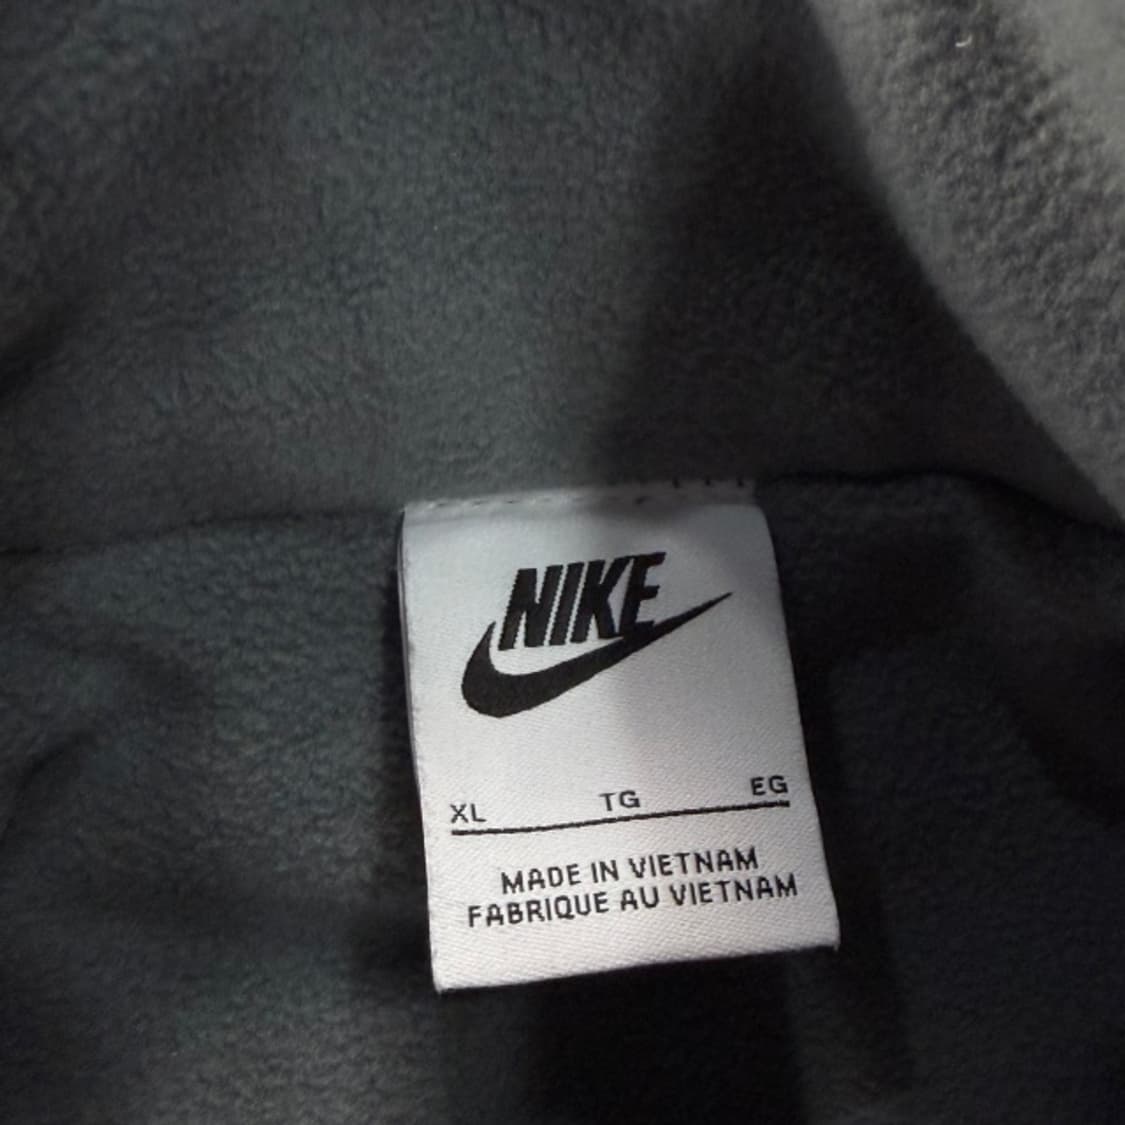 NIKE
XL TG EG
MADE IN VIETNAM
FABRIQUE AU VIETNAM